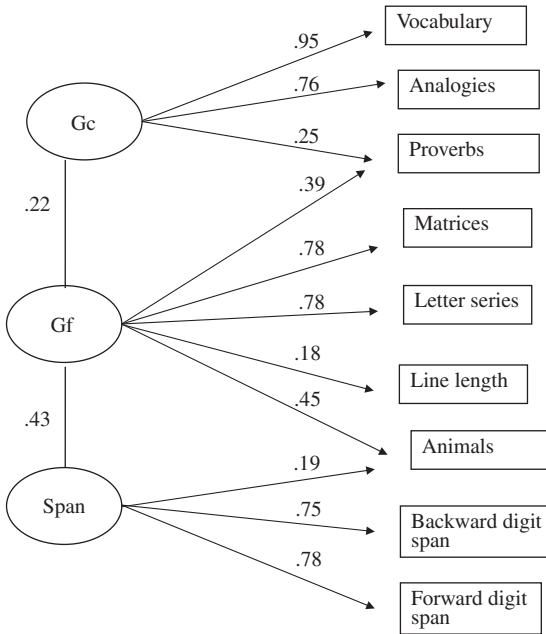 Vocabulary
.95
.76
Analogies
Gc
.25
Proverbs
.39
.22
Matrices
.78
.78
Letter series
Gf
.18
Line length
.45
.43
Animals
.19
Span
.75
Backward digit
span
.78
Forward digit
span